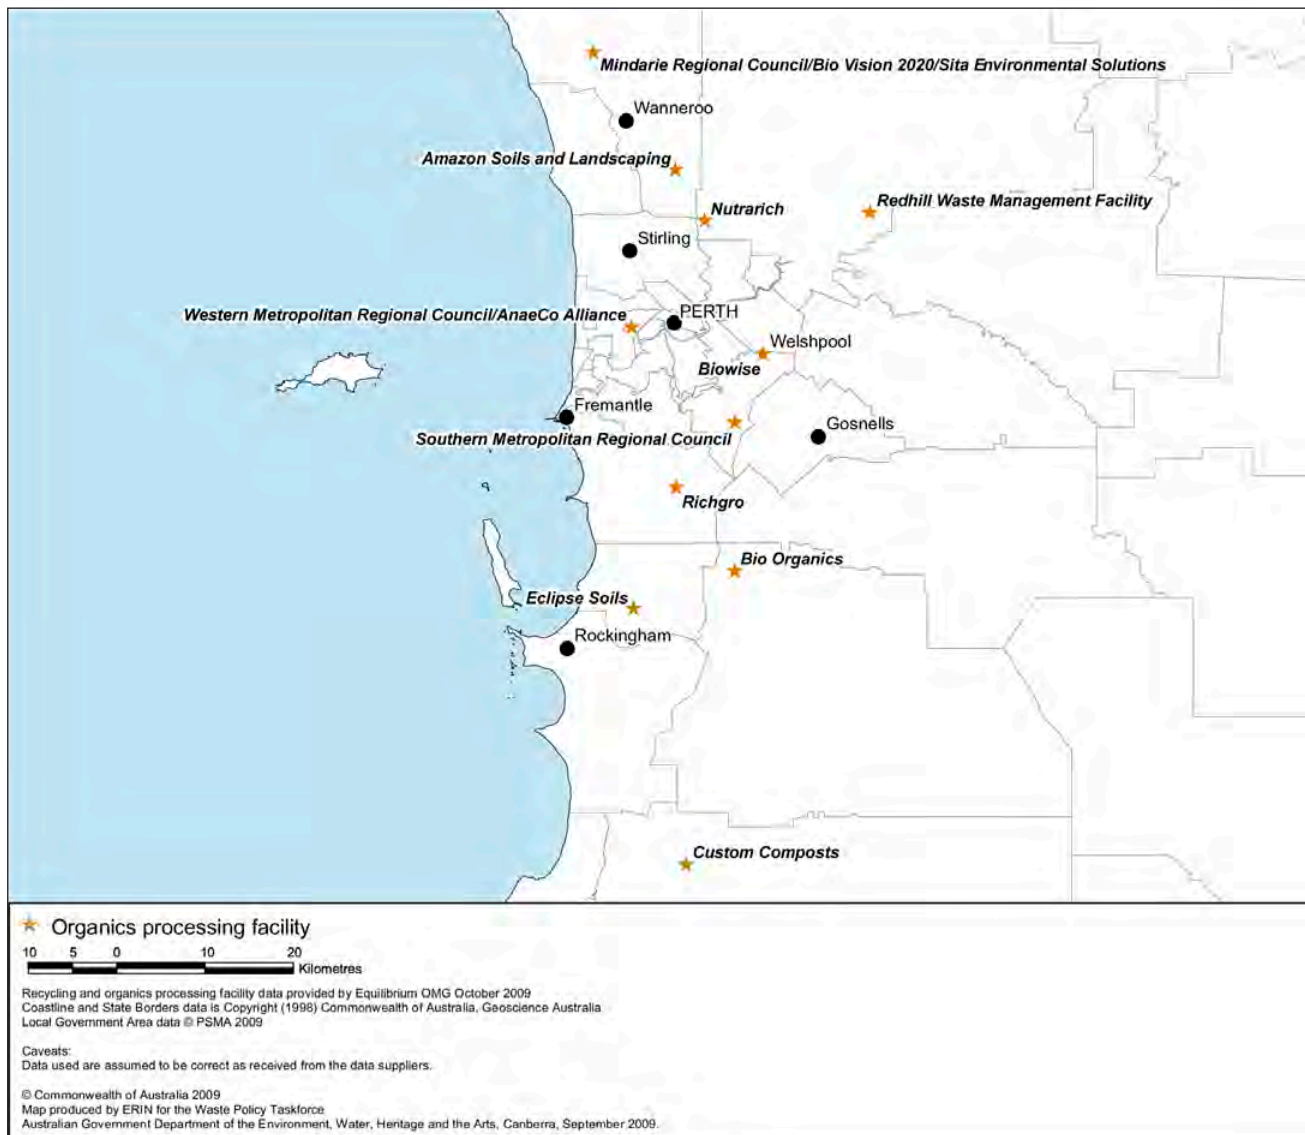 Mindarie Regional Council/Bio Vision 2020/Sita Environmental Solutions
Wanneroo
Amazon Soils and Landscaping
Redhill Waste Management Facility
Nutrarich
Stirling
Western Metropolitan Regional Council/AnaeCo Alliance
PERTH
Welshpool
Biowise
Fremantle
Gosnells
Southern Metropolitan Regional Council
Richgro
Bio Organics
Eclipse Soils
Rockingham
Custom Composts
Organics processing facility
10 5 0 10 20
Kilometres
Recycling and organics processing facility data provided by Equilibrium OMG October 2009
Coastline and State Borders data is Copyright (1998) Commonwealth of Australia, Geoscience Australia
Local Government Area data © PSMA 2009
Caveats:
Data used are assumed to be correct as received from the data suppliers.
© Commonwealth of Australia 2009
Map produced by ERIN for the Waste Policy Taskforce
Australian Government Department of the Environment, Water, Heritage and the Arts, Canberra, September 2009.